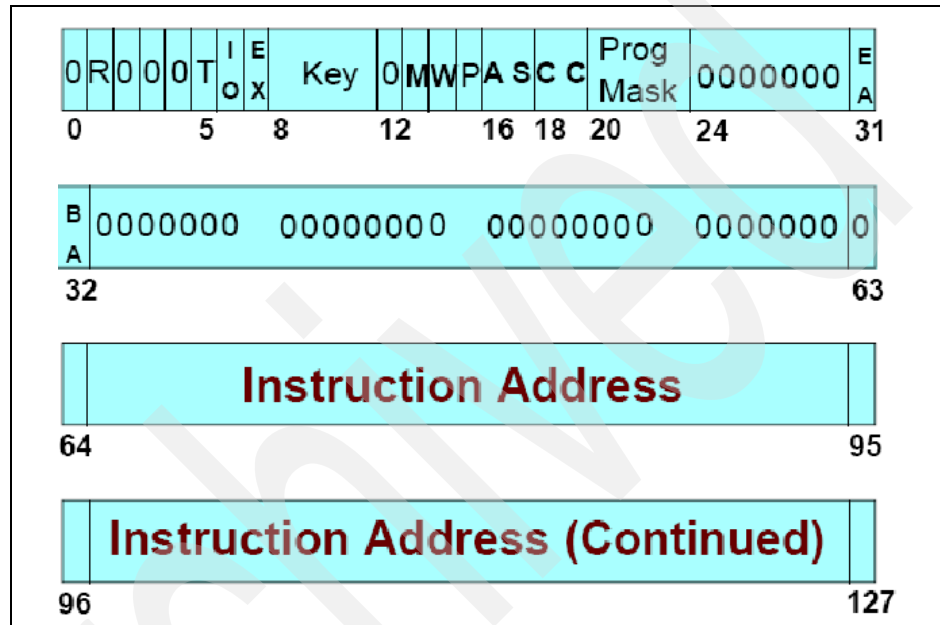 0 R 0 0 0 T I O E X Key 0 M W P A S C C Prog Mask 0000000 E A
0 5 8 12 16 18 20 24 31
B A 0000000 00000000 00000000 0000000 0
32 63
Instruction Address
64 95
Instruction Address (Continued)
96 127